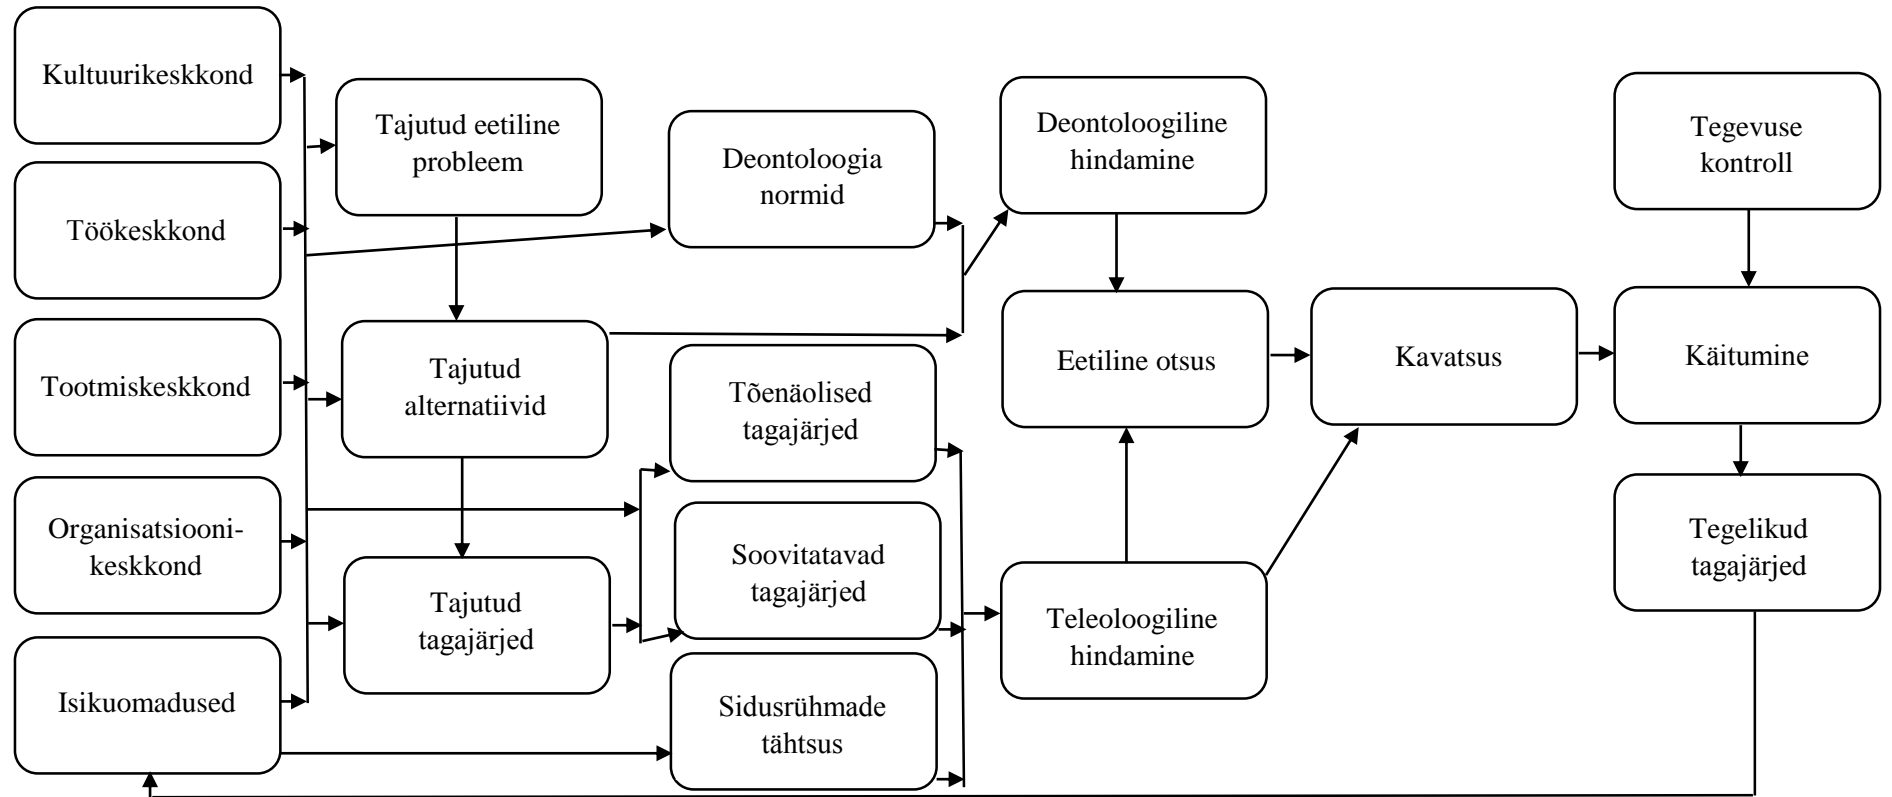 Kultuurikeskkond
Töökeskkond
Tootmiskeskkond
Organisatsiooni-
keskkond
Isikuomadused
Tajutud eetiline
probleem
Tajutud
alternatiivid
Tajutud
tagajärjed
Deontoloogia
normid
Tõenäolised
tagajärjed
Soovitatavad
tagajärjed
Sidusrühmade
tähtsus
Deontoloogiline
hindamine
Eetiline otsus
Teleoloogiline
hindamine
Kavatsus
Tegevuse
kontroll
Käitumine
Tegelikud
tagajärjed